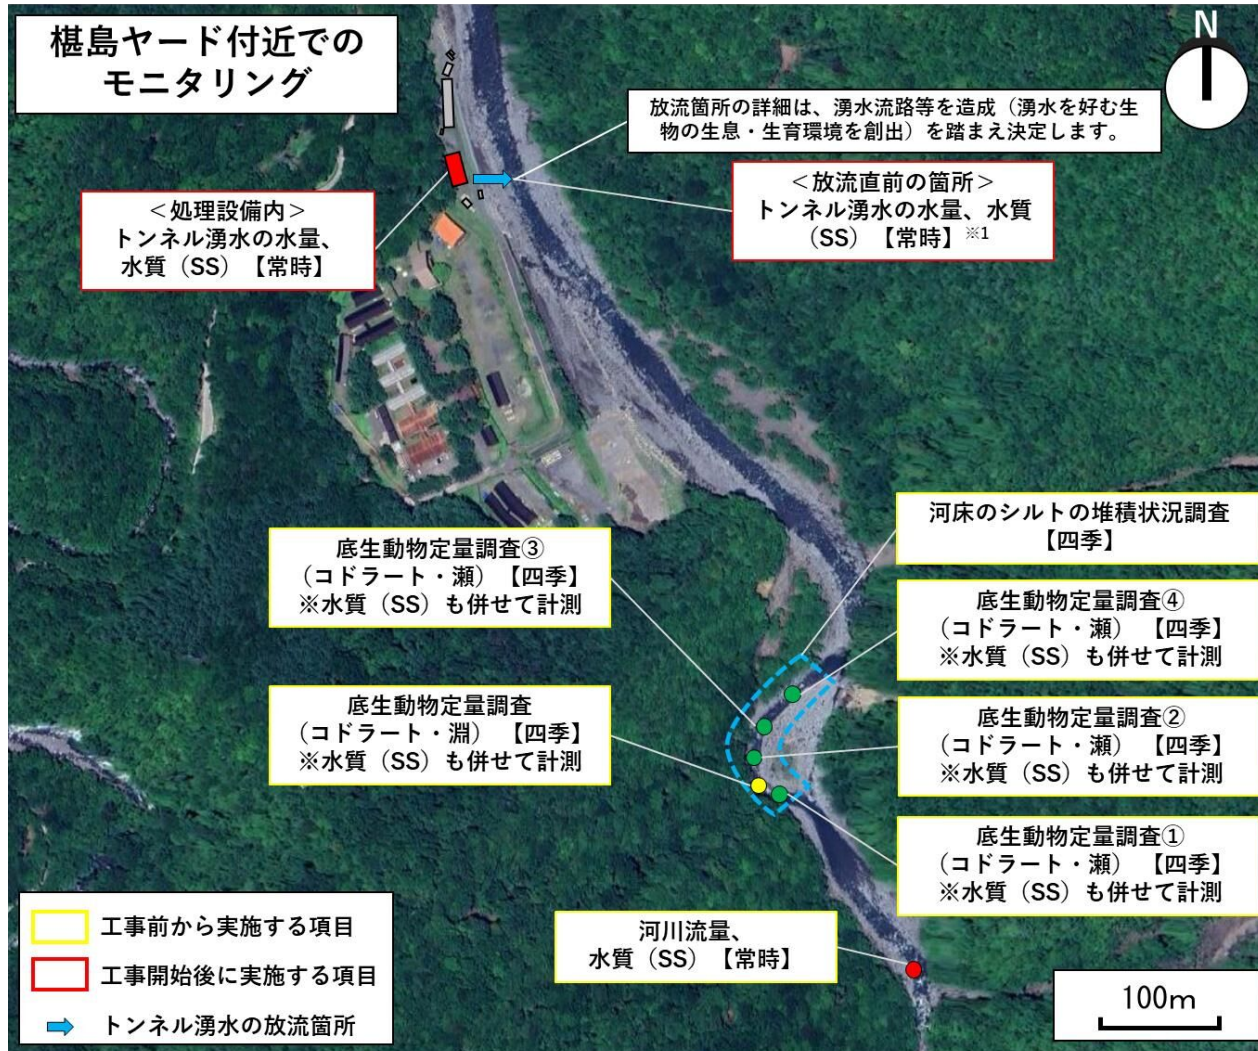 椹島ヤード付近での
モニタリング
N
放流箇所の詳細は、湧水流路等を造成（湧水を好む生
物の生息・生育環境を創出）を踏まえ決定します。
＜処理設備内＞
トンネル湧水の水量、
水質（SS）【常時】
＜放流直前の箇所＞
トンネル湧水の水量、水質
（SS）【常時】※1
河床のシルトの堆積状況調査
【四季】
底生動物定量調査③
（コドラート・瀬）【四季】
※水質（SS）も併せて計測
底生動物定量調査④
（コドラート・瀬）【四季】
※水質（SS）も併せて計測
底生動物定量調査
（コドラート・淵）【四季】
※水質（SS）も併せて計測
底生動物定量調査②
（コドラート・瀬）【四季】
※水質（SS）も併せて計測
底生動物定量調査①
（コドラート・瀬）【四季】
※水質（SS）も併せて計測
河川流量、
水質（SS）【常時】
工事前から実施する項目
工事開始後に実施する項目
トンネル湧水の放流箇所
100m